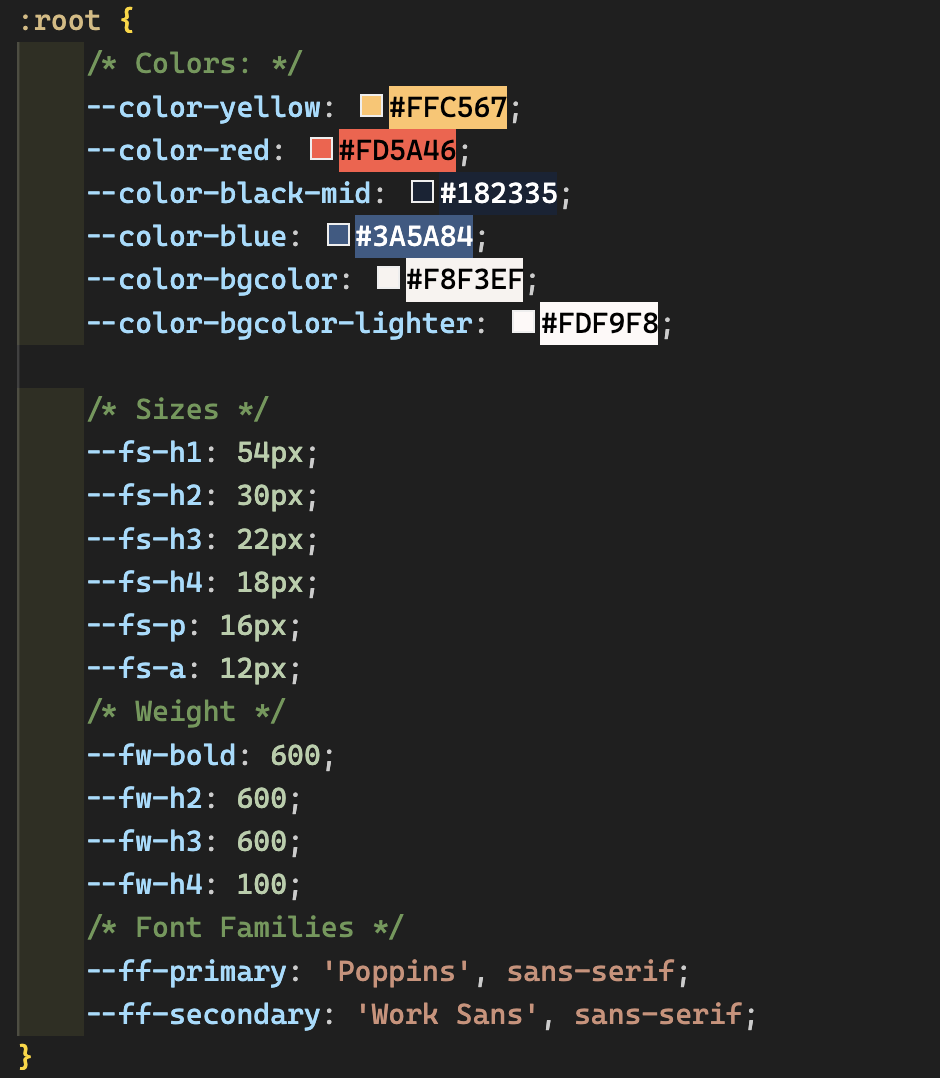 :root {
/* Colors: */
--color-yellow: #FFC567;
--color-red: #FD5A46;
--color-black-mid: #182335;
--color-blue: #3A5A84;
--color-bgcolor: #F8F3EF;
--color-bgcolor-lighter: #FDF9F8;
/* Sizes */
--fs-h1: 54px;
--fs-h2: 30px;
--fs-h3: 22px;
--fs-h4: 18px;
--fs-p: 16px;
--fs-a: 12px;
/* Weight */
--fw-bold: 600;
--fw-h2: 600;
--fw-h3: 600;
--fw-h4: 100;
/* Font Families */
--ff-primary: 'Poppins', sans-serif;
--ff-secondary: 'Work Sans', sans-serif;
}